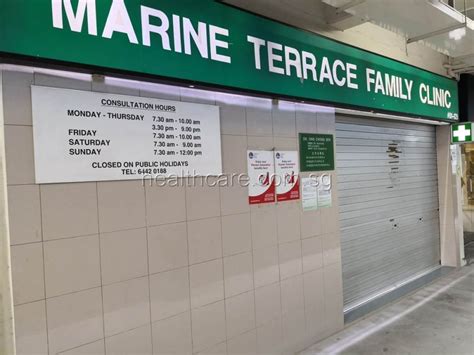 MARINE TERRACE FAMILY CLINIC
CONSULTATION HOURS
MONDAY - THURSDAY 7.30 am - 10.00 am
3.30 pm - 9.00 pm
FRIDAY 7.30 am - 10.00 am
SATURDAY 7.30 am - 10.00 am
SUNDAY 7.30 am - 12.00 pm
CLOSED ON PUBLIC HOLIDAYS
TEL: 6442 0188
healthcare.com.sg